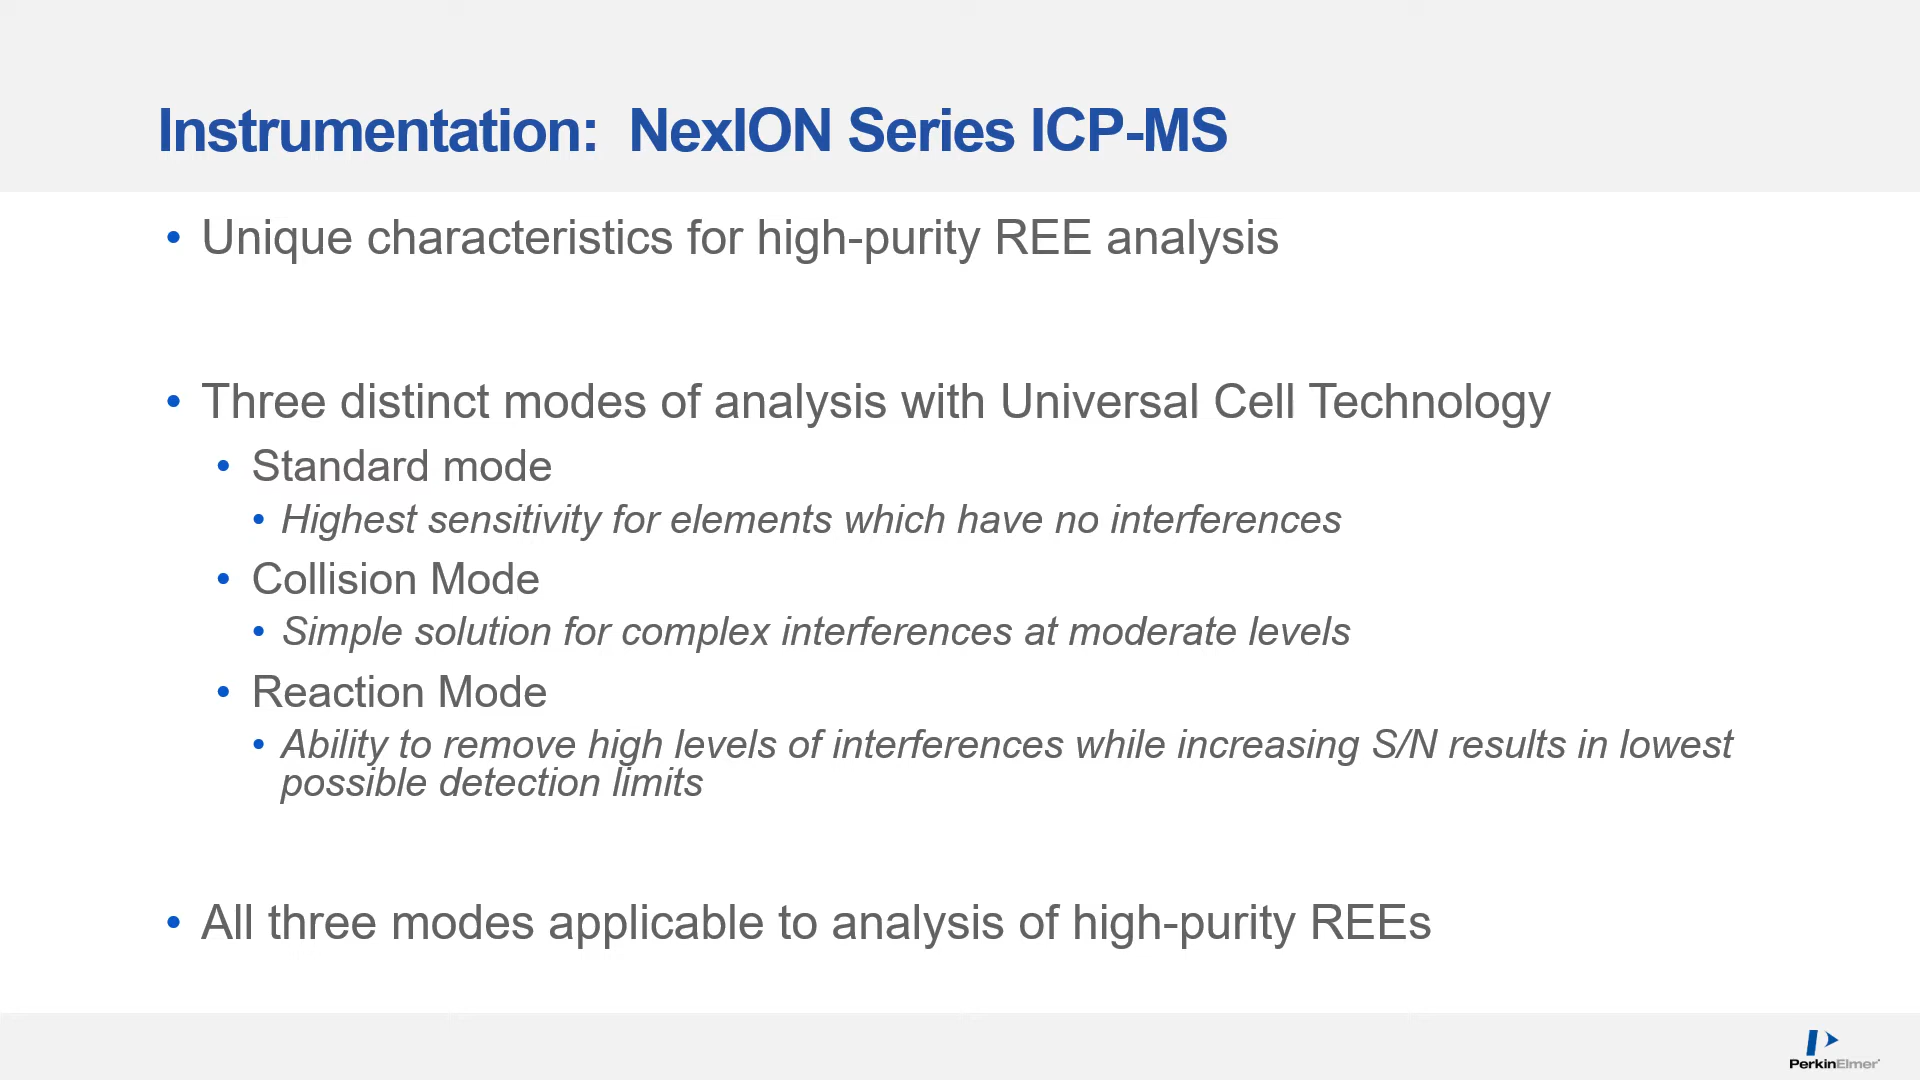 Instrumentation: NexION Series ICP-MS
• Unique characteristics for high-purity REE analysis
• Three distinct modes of analysis with Universal Cell Technology
• Standard mode
• Highest sensitivity for elements which have no interferences
• Collision Mode
• Simple solution for complex interferences at moderate levels
• Reaction Mode
• Ability to remove high levels of interferences while increasing S/N results in lowest
possible detection limits
• All three modes applicable to analysis of high-purity REEs
PerkinElmer